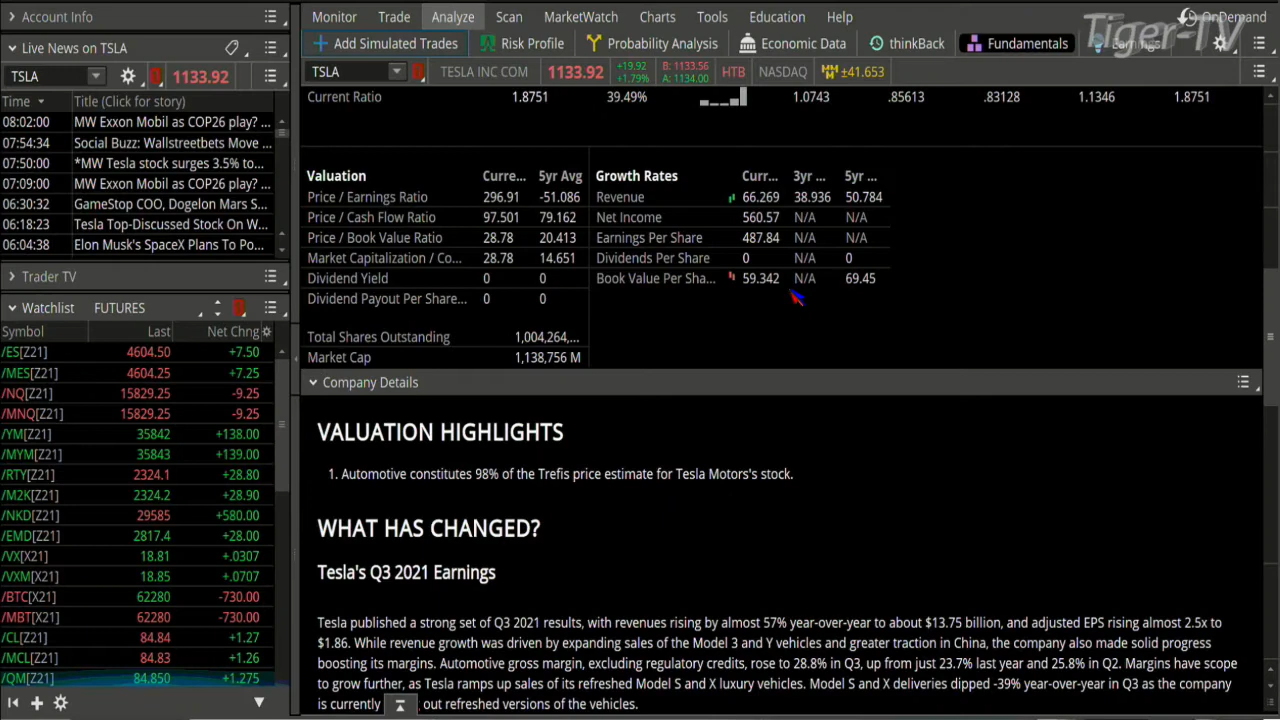 Account Info
Monitor Trade Analyze Scan MarketWatch Charts Tools Education Help
OnDemand
Tiger-TV
Live News on TSLA
Add Simulated Trades Risk Profile Probability Analysis Economic Data thinkBack Fundamentals Earnings
TSLA 1133.92
TSLA TESLA INC COM 1133.92 +19.92 +1.79% B: 1133.56 A: 1134.00 HTB NASDAQ ±41.653
Time Title (Click for story)
08:02:00 MW Exxon Mobil as COP26 play? ...
07:54:34 Social Buzz: Wallstreetbets Move ...
07:50:00 *MW Tesla stock surges 3.5% to...
07:09:00 MW Exxon Mobil as COP26 play? ...
06:30:32 GameStop COO, Dogelon Mars S...
06:18:23 Tesla Top-Discussed Stock On W...
06:04:38 Elon Musk's SpaceX Plans To Po...
Trader TV
Watchlist FUTURES
Symbol Last Net Chng
/ES[Z21] 4604.50 +7.50
/MES[Z21] 4604.25 +7.25
/NQ[Z21] 15829.25 -9.25
/MNQ[Z21] 15829.25 -9.25
/YM[Z21] 35842 +138.00
/MYM[Z21] 35843 +139.00
/RTY[Z21] 2324.1 +28.80
/M2K[Z21] 2324.2 +28.90
/NKD[Z21] 29585 +580.00
/EMD[Z21] 2817.4 +28.00
/VX[X21] 18.81 +.0307
/VXM[X21] 18.85 +.0707
/BTC[X21] 62280 -730.00
/MBT[X21] 62280 -730.00
/CL[Z21] 84.84 +1.27
/MCL[Z21] 84.83 +1.26
/QM[Z21] 84.850 +1.275
Current Ratio 1.8751 39.49% 1.0743 .85613 .83128 1.1346 1.8751
Valuation Curre... 5yr Avg
Price / Earnings Ratio 296.91 -51.086
Price / Cash Flow Ratio 97.501 79.162
Price / Book Value Ratio 28.78 20.413
Market Capitalization / Co... 28.78 14.651
Dividend Yield 0 0
Dividend Payout Per Share... 0 0
Total Shares Outstanding 1,004,264,...
Market Cap 1,138,756 M
Growth Rates Curr... 3yr ... 5yr ...
Revenue 66.269 38.936 50.784
Net Income 560.57 N/A N/A
Earnings Per Share 487.84 N/A N/A
Dividends Per Share 0 N/A 0
Book Value Per Sha... 59.342 N/A 69.45
Company Details
VALUATION HIGHLIGHTS
1. Automotive constitutes 98% of the Trefis price estimate for Tesla Motors's stock.
WHAT HAS CHANGED?
Tesla's Q3 2021 Earnings
Tesla published a strong set of Q3 2021 results, with revenues rising by almost 57% year-over-year to about $13.75 billion, and adjusted EPS rising almost 2.5x to
$1.86. While revenue growth was driven by expanding sales of the Model 3 and Y vehicles and greater traction in China, the company also made solid progress
boosting its margins. Automotive gross margin, excluding regulatory credits, rose to 28.8% in Q3, up from just 23.7% last year and 25.8% in Q2. Margins have scope
to grow further, as Tesla ramps up sales of its refreshed Model S and X luxury vehicles. Model S and X deliveries dipped -39% year-over-year in Q3 as the company
is currently out refreshed versions of the vehicles.